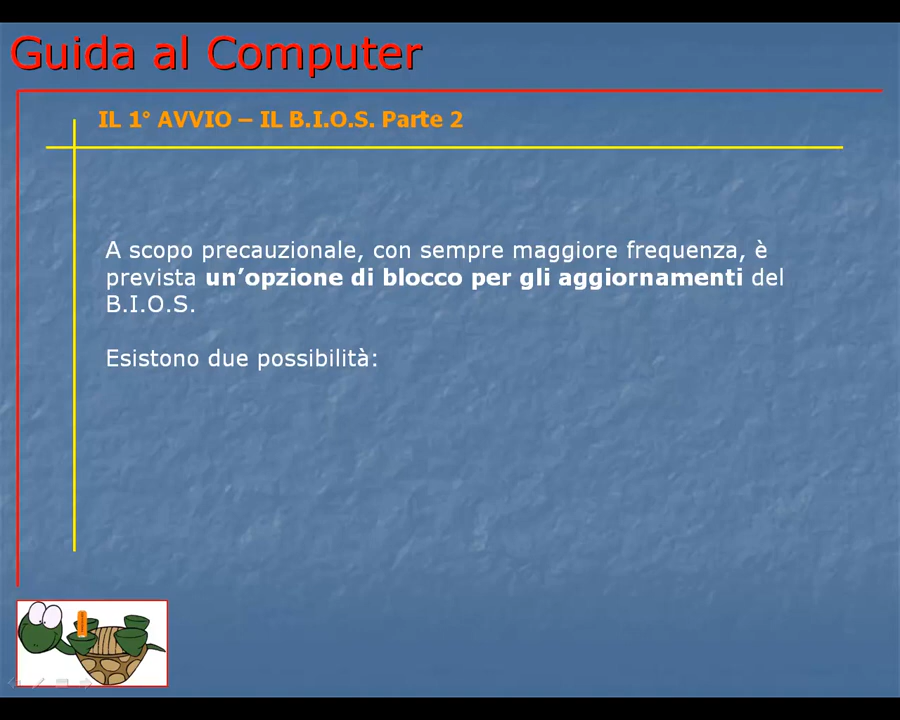 Guida al Computer
IL 1° AVVIO – IL B.I.O.S. Parte 2
A scopo precauzionale, con sempre maggiore frequenza, è
prevista un’opzione di blocco per gli aggiornamenti del
B.I.O.S.
Esistono due possibilità: